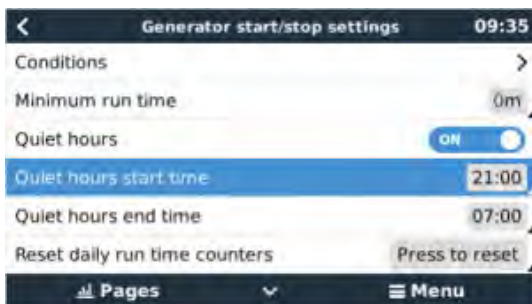 Generator start/stop settings 09:35
Conditions
Minimum run time 0m
Quiet hours ON
Quiet hours start time 21:00
Quiet hours end time 07:00
Reset daily run time counters Press to reset
Pages Menu